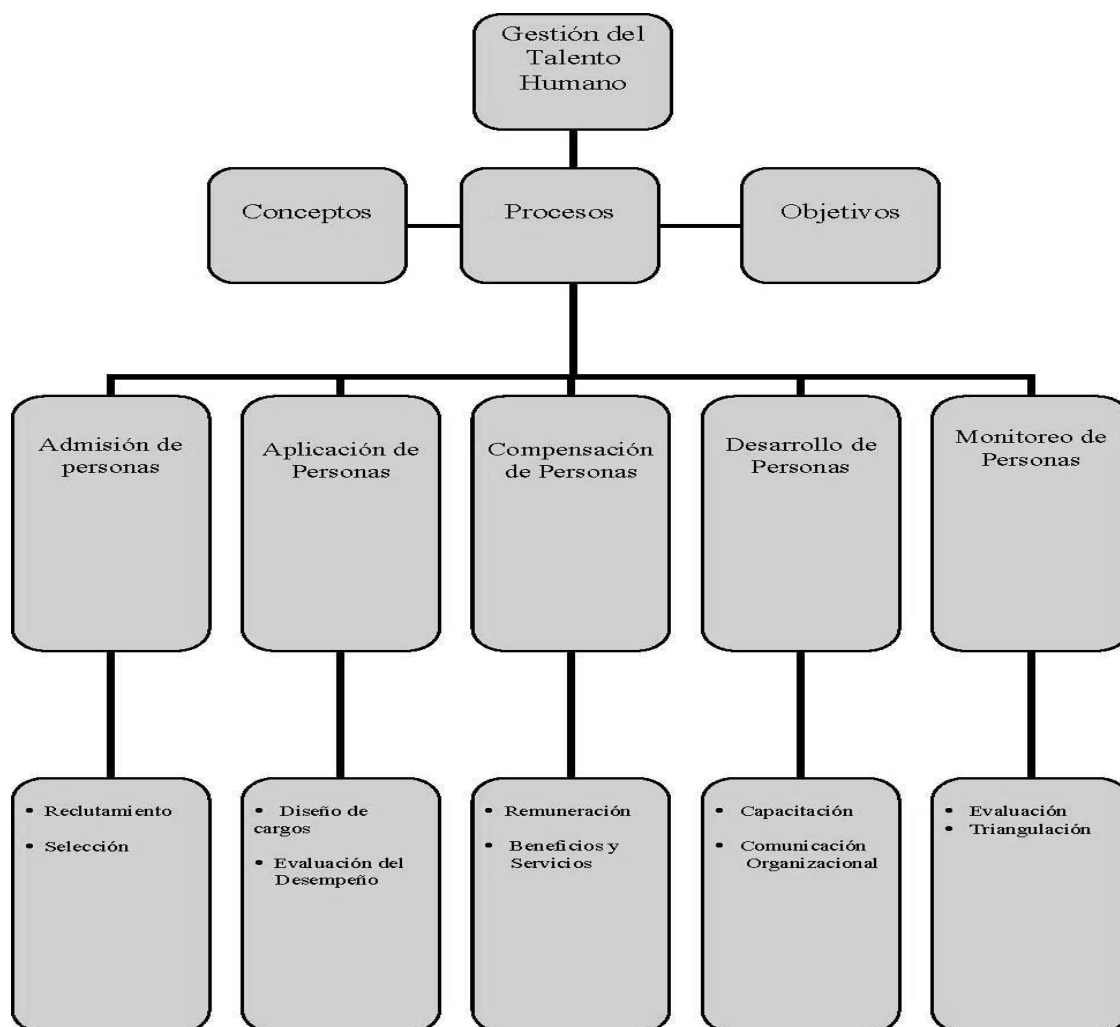 Gestión del
Talento
Humano
Conceptos
Procesos
Objetivos
Admisión de
personas
Aplicación de
Personas
Compensación
de Personas
Desarrollo de
Personas
Monitoreo de
Personas
• Reclutamiento
• Selección
• Diseño de
cargos
• Evaluación del
Desempeño
• Remuneración
• Beneficios y
Servicios
• Capacitación
• Comunicación
Organizacional
• Evaluación
• Triangulación